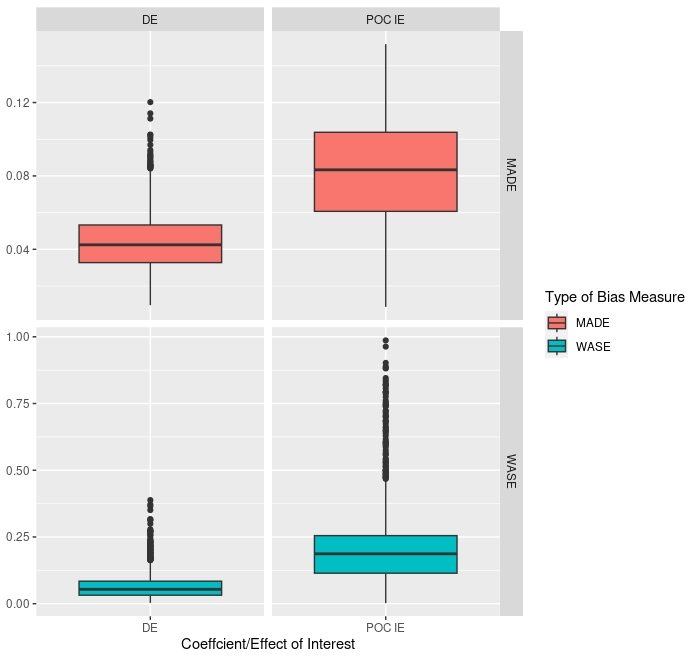 DE
POC IE
0.12
0.08
0.04
MADE
1.00
0.75
0.50
0.25
0.00
WASE
DE
POC IE
Coeffcient/Effect of Interest
Type of Bias Measure
MADE
WASE